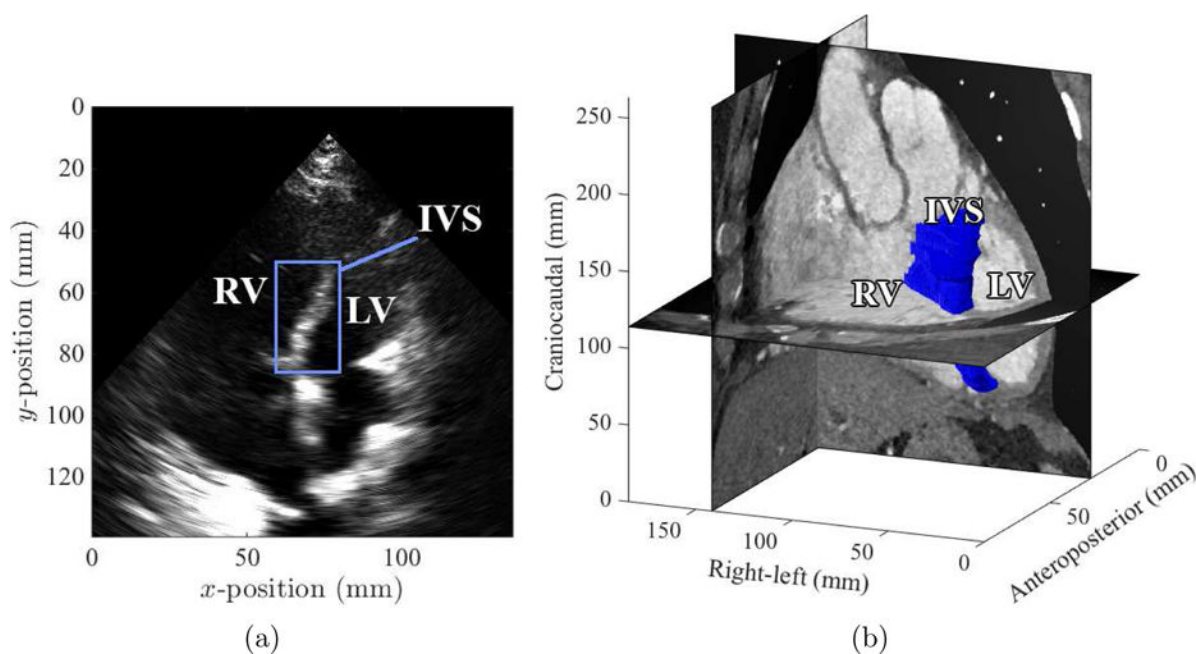 0
20
40
60
80
100
120
y-position (mm)
0
50
100
x-position (mm)
IVS
RV
LV
(a)
250
200
150
100
50
0
Craniocaudal (mm)
IVS
RV
LV
150
100
50
0
Right-left (mm)
0
50
Anteroposterior (mm)
(b)